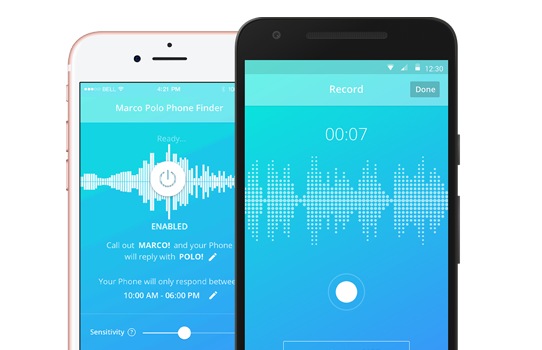 BELL
4:21 PM
Marco Polo Phone Finder
Ready...
ENABLED
Call out MARCO! and your Phone
will reply with POLO!
Your Phone will only respond betwee
10:00 AM - 06:00 PM
Sensitivity ?
12:30
Record
Done
00:07